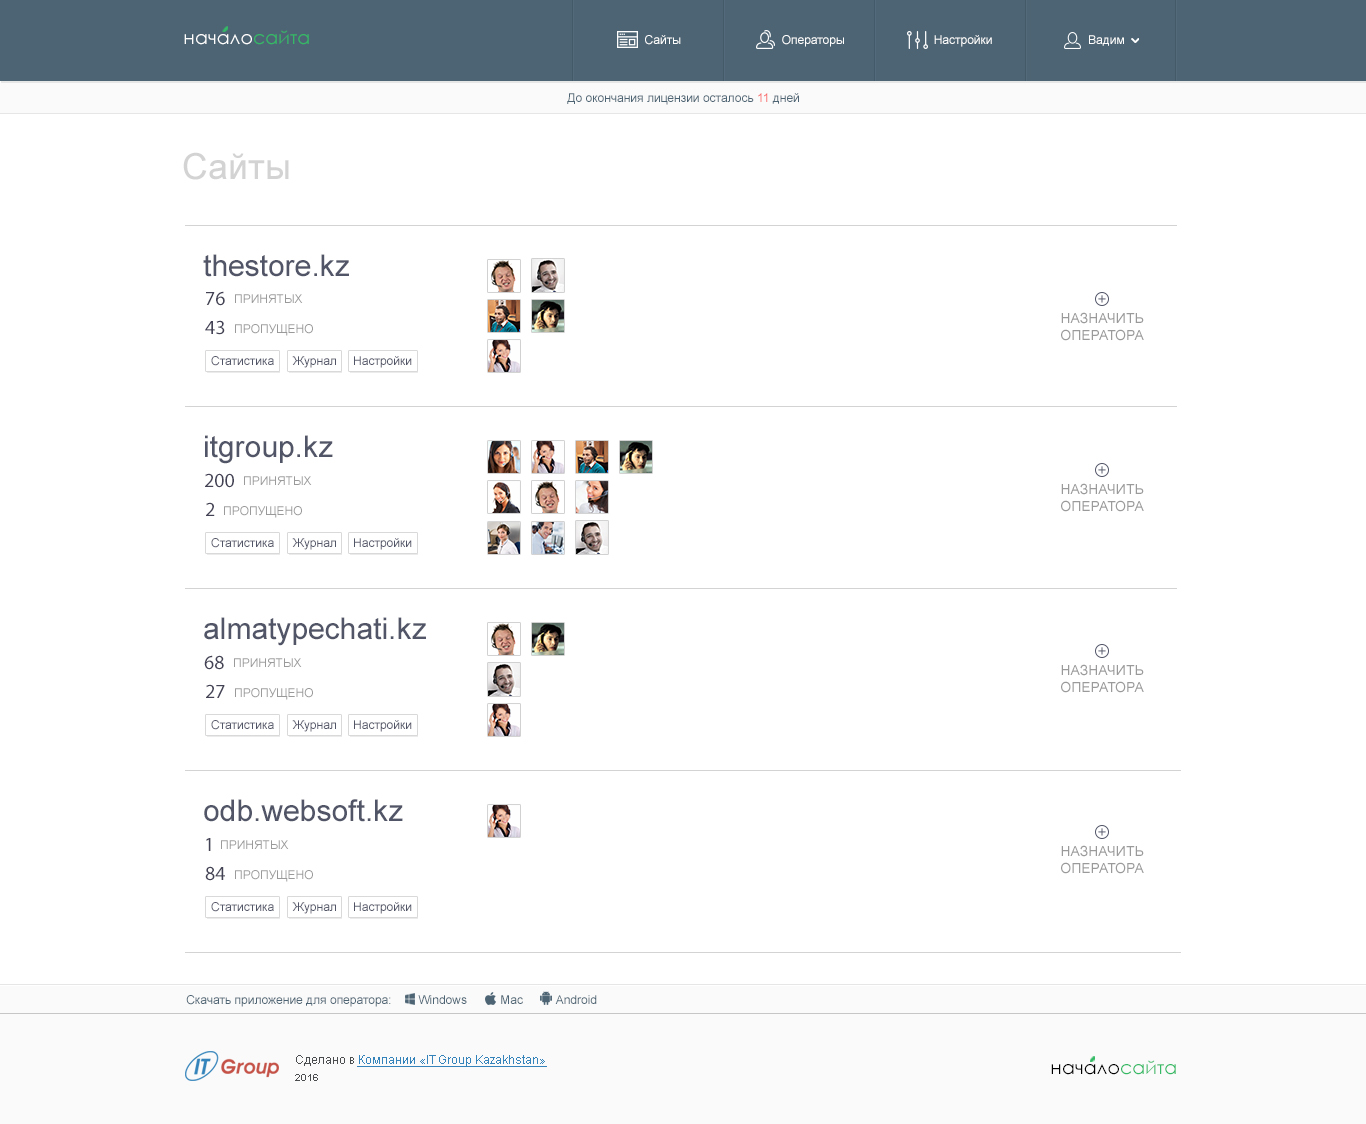 началосайта
Сайты
Операторы
Настройки
Вадим
До окончания лицензии осталось 11 дней
Сайты
thestore.kz
76 ПРИНЯТЫХ
43 ПРОПУЩЕНО
Статистика Журнал Настройки
НАЗНАЧИТЬ
ОПЕРАТОРА
itgroup.kz
200 ПРИНЯТЫХ
2 ПРОПУЩЕНО
Статистика Журнал Настройки
НАЗНАЧИТЬ
ОПЕРАТОРА
almatypechati.kz
68 ПРИНЯТЫХ
27 ПРОПУЩЕНО
Статистика Журнал Настройки
НАЗНАЧИТЬ
ОПЕРАТОРА
odb.websoft.kz
1 ПРИНЯТЫХ
84 ПРОПУЩЕНО
Статистика Журнал Настройки
НАЗНАЧИТЬ
ОПЕРАТОРА
Скачать приложение для оператора: Windows Mac Android
IT Group
Сделано в Компании «IT Group Kazakhstan»
2016
началосайта